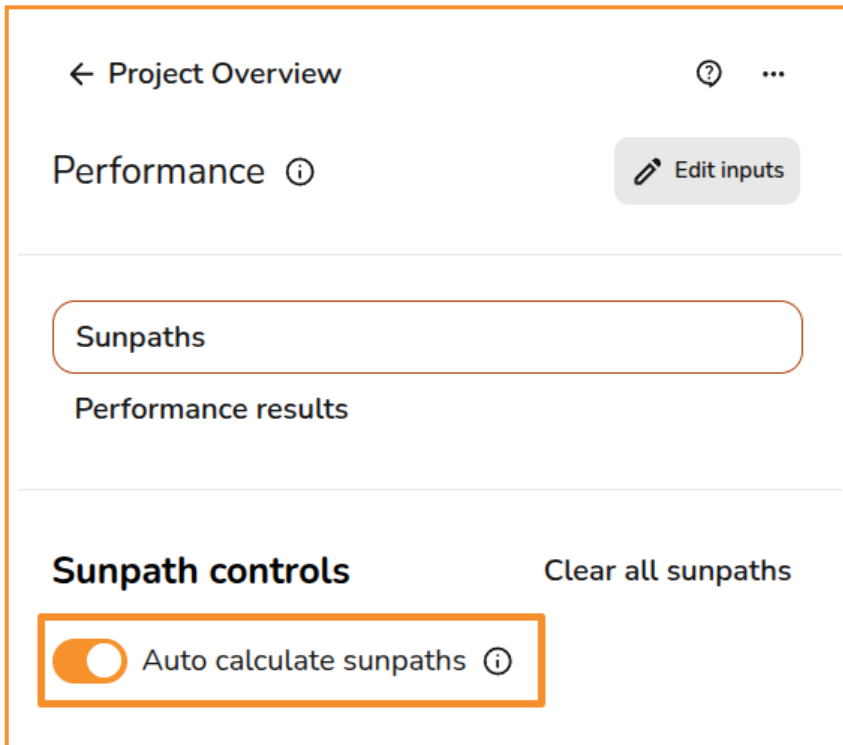 Project Overview
Performance
Edit inputs
Sunpaths
Performance results
Sunpath controls
Clear all sunpaths
Auto calculate sunpaths